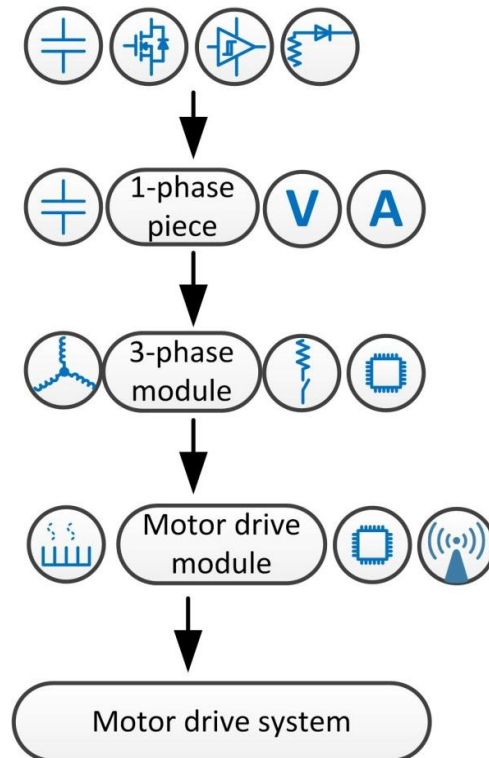 1-phase
piece
V
A
3-phase
module
Motor drive
module
Motor drive system